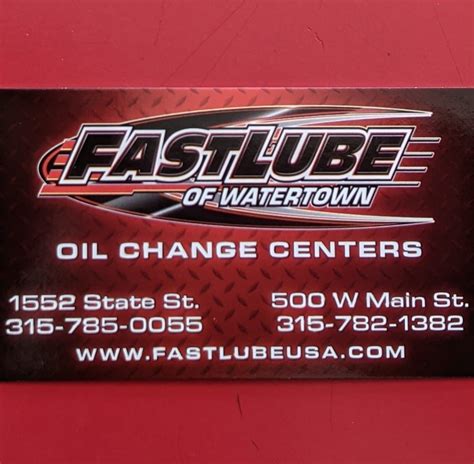 FASTLUBE
OF WATERTOWN
OIL CHANGE CENTERS
1552 State St. 500 W Main St.
315-785-0055 315-782-1382
WWW.FASTLUBEUSA.COM